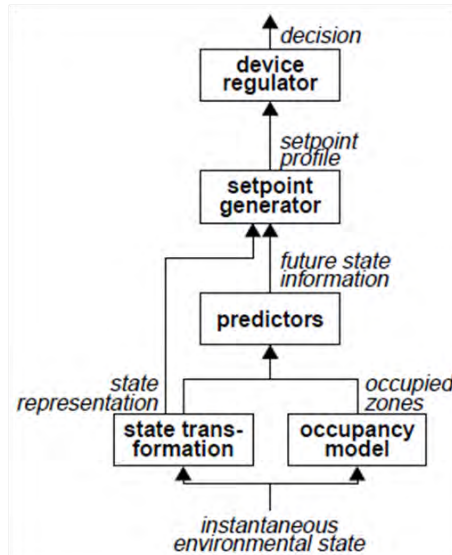 decision
device
regulator
setpoint
profile
setpoint
generator
future state
information
predictors
state
representation
occupied
zones
state trans-
formation
occupancy
model
instantaneous
environmental state